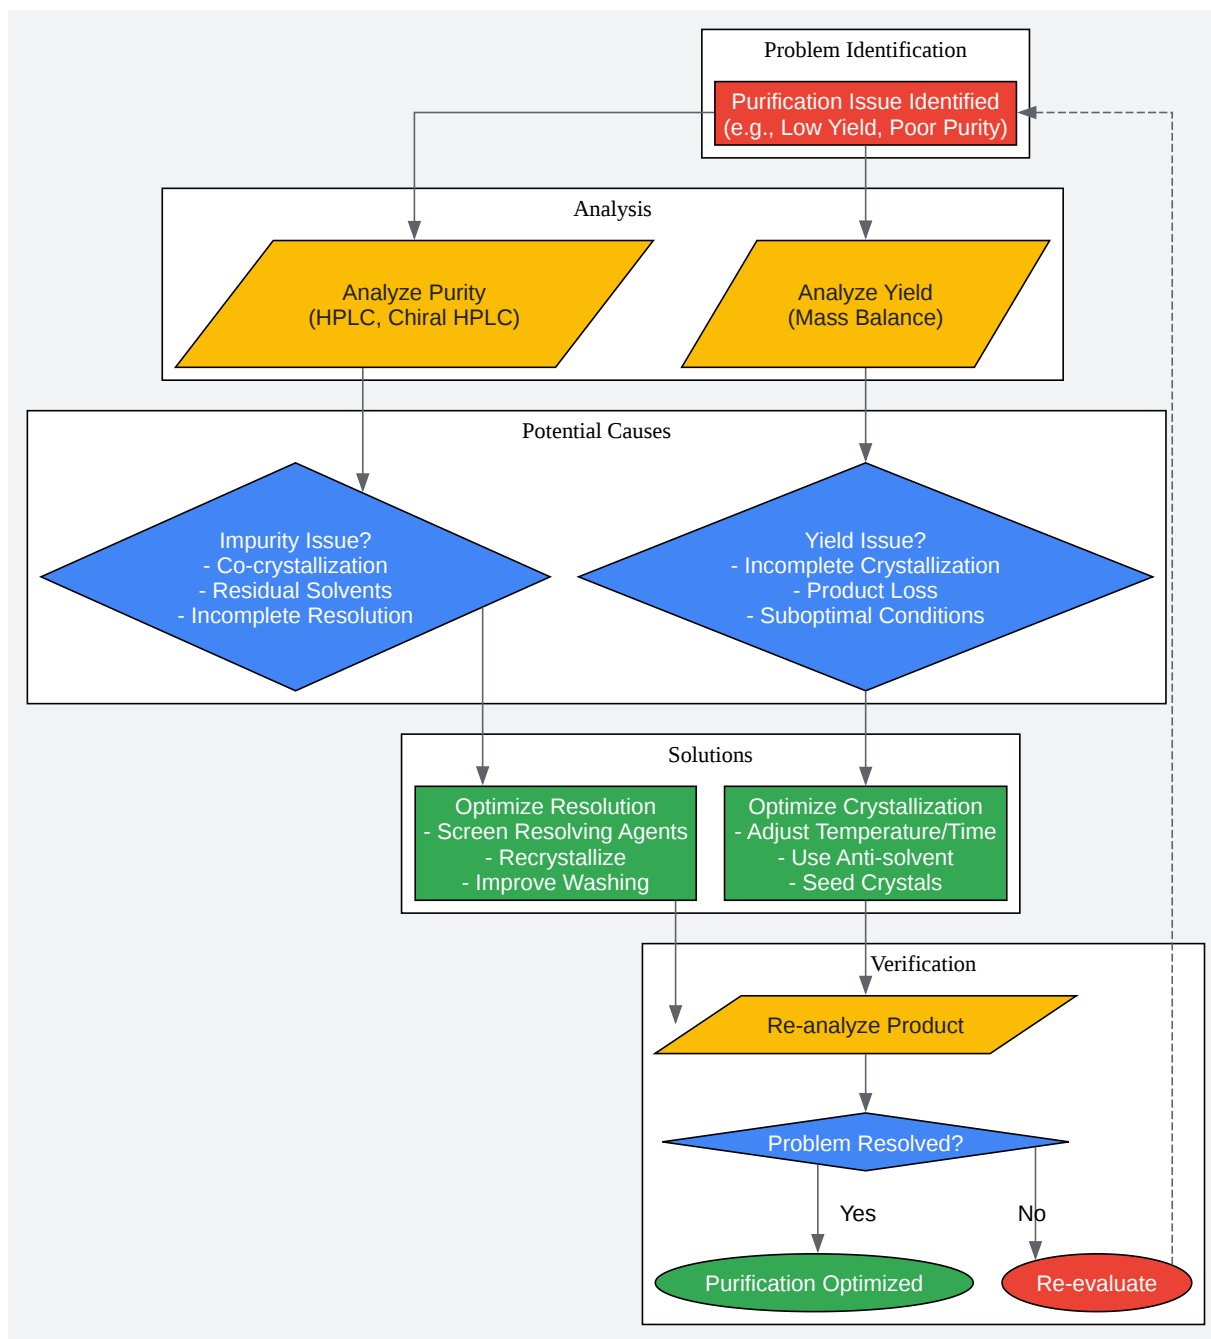 Problem Identification
Purification Issue Identified
(e.g., Low Yield, Poor Purity)
Analysis
Analyze Purity
(HPLC, Chiral HPLC)
Analyze Yield
(Mass Balance)
Potential Causes
Impurity Issue?
- Co-crystallization
- Residual Solvents
- Incomplete Resolution
Yield Issue?
- Incomplete Crystallization
- Product Loss
- Suboptimal Conditions
Solutions
Optimize Resolution
- Screen Resolving Agents
- Recrystallize
- Improve Washing
Optimize Crystallization
- Adjust Temperature/Time
- Use Anti-solvent
- Seed Crystals
Verification
Re-analyze Product
Problem Resolved?
Yes
No
Purification Optimized
Re-evaluate